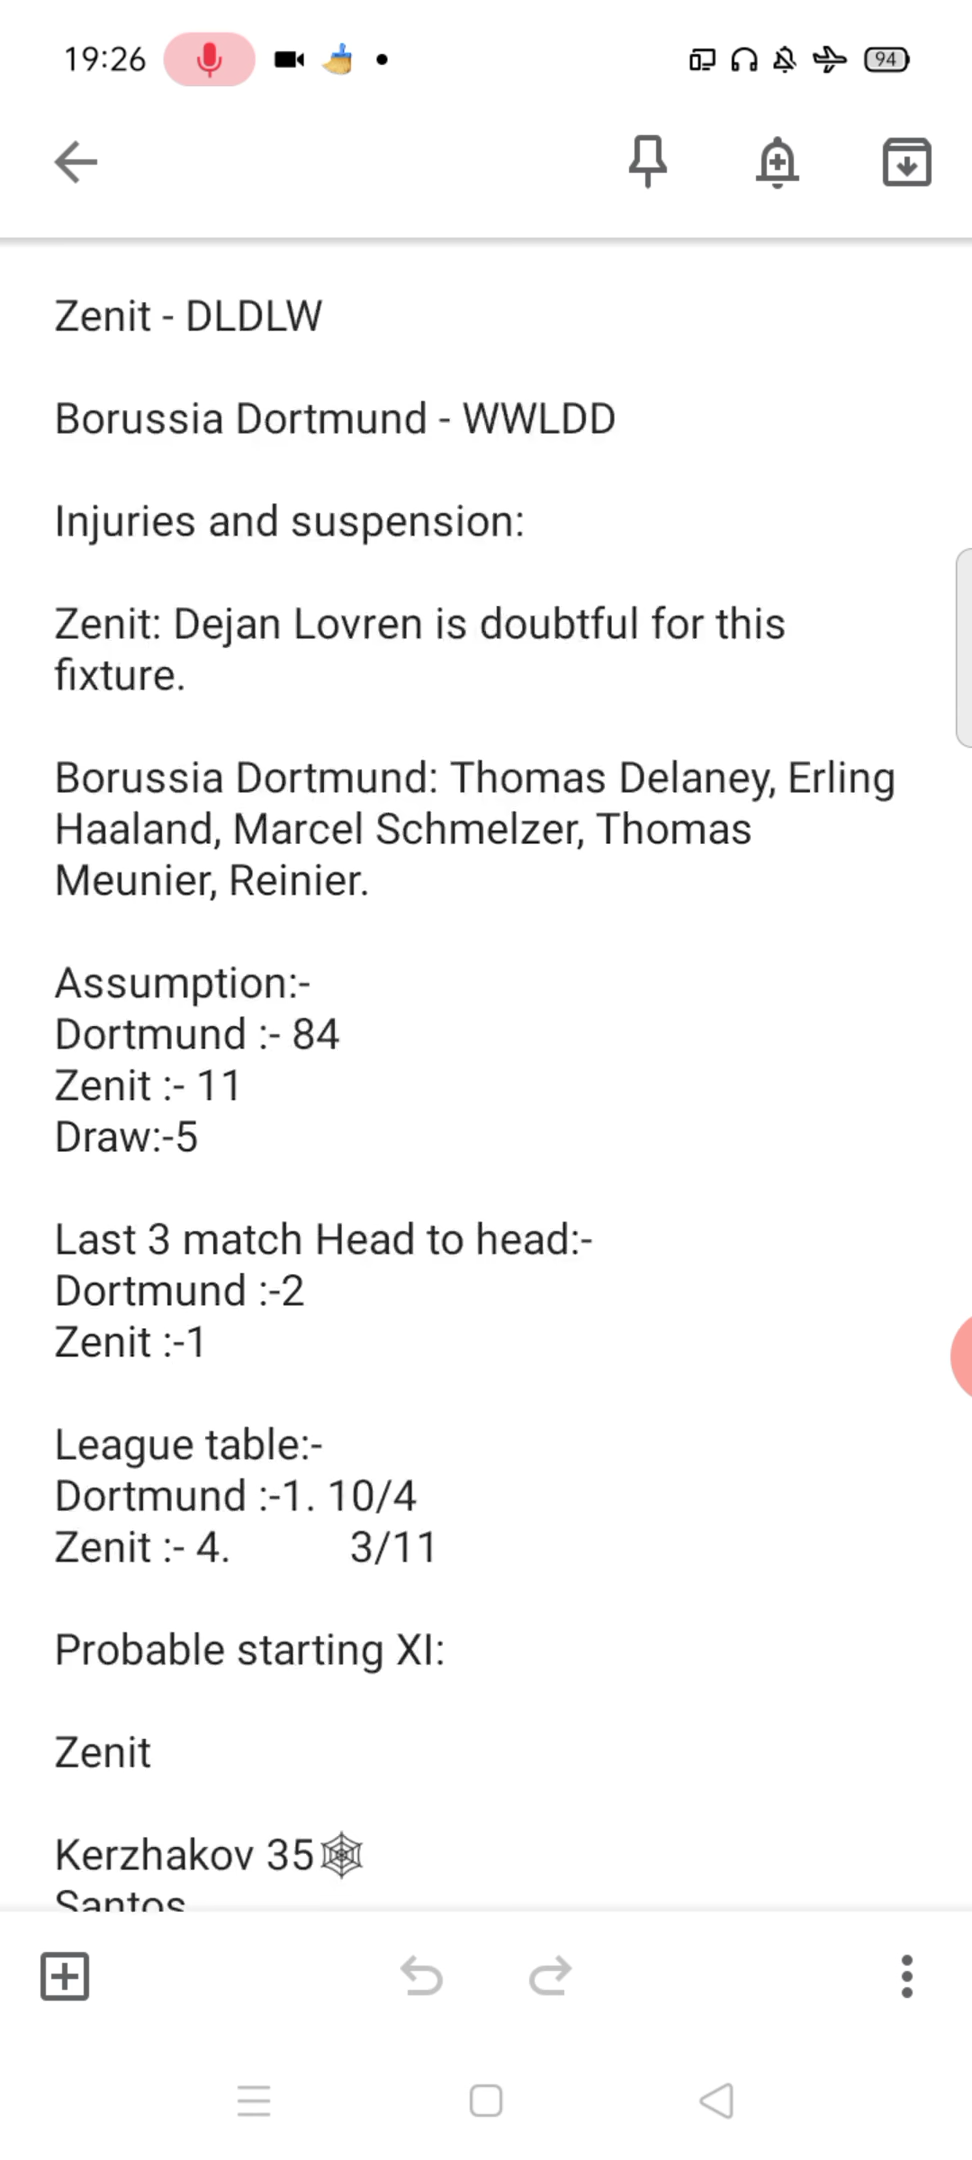 19:26
94
Zenit - DLDLW
Borussia Dortmund - WWLDD
Injuries and suspension:
Zenit: Dejan Lovren is doubtful for this
fixture.
Borussia Dortmund: Thomas Delaney, Erling
Haaland, Marcel Schmelzer, Thomas
Meunier, Reinier.
Assumption:-
Dortmund :- 84
Zenit :- 11
Draw:-5
Last 3 match Head to head:-
Dortmund :-2
Zenit :-1
League table:-
Dortmund :-1. 10/4
Zenit :- 4. 3/11
Probable starting XI:
Zenit
Kerzhakov 35🕸
Santos